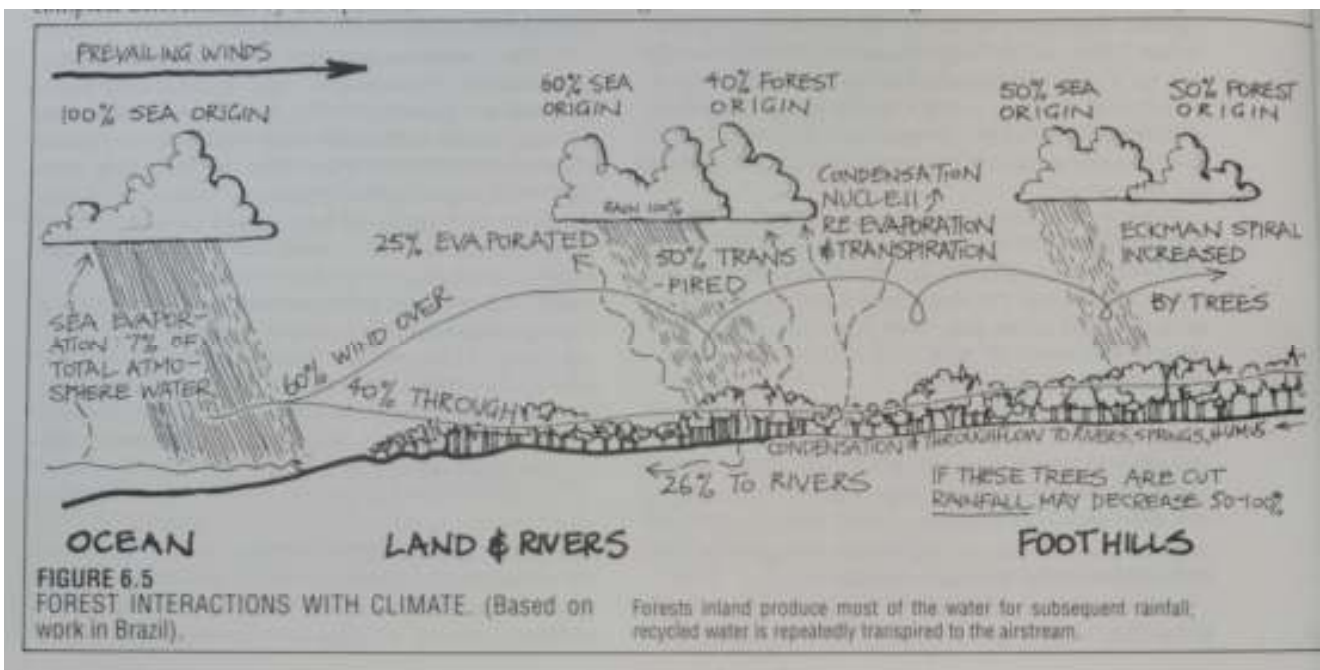 PREVAILING WINDS
100% SEA ORIGIN
60% SEA
ORIGIN
40% FOREST
ORIGIN
50% SEA
ORIGIN
50% FOREST
ORIGIN
RAIN 100%
CONDENSATION
NUCLEII
RE EVAPORATION
& TRANSPIRATION
25% EVAPORATED
50% TRANS
-PIRED
ECKMAN SPIRAL
INCREASED
BY TREES
SEA EVAPOR-
ATION 7% OF
TOTAL ATMO-
SPHERE WATER
60% WIND OVER
40% THROUGH
CONDENSATION & THROUGHFLOW TO RIVERS, SPRINGS, HUMUS
26% TO RIVERS
IF THESE TREES ARE CUT
RAINFALL MAY DECREASE 50-100%
OCEAN
LAND & RIVERS
FOOTHILLS
FIGURE 6.5
FOREST INTERACTIONS WITH CLIMATE. (Based on
work in Brazil).
Forests inland produce most of the water for subsequent rainfall;
recycled water is repeatedly transpired to the airstream.